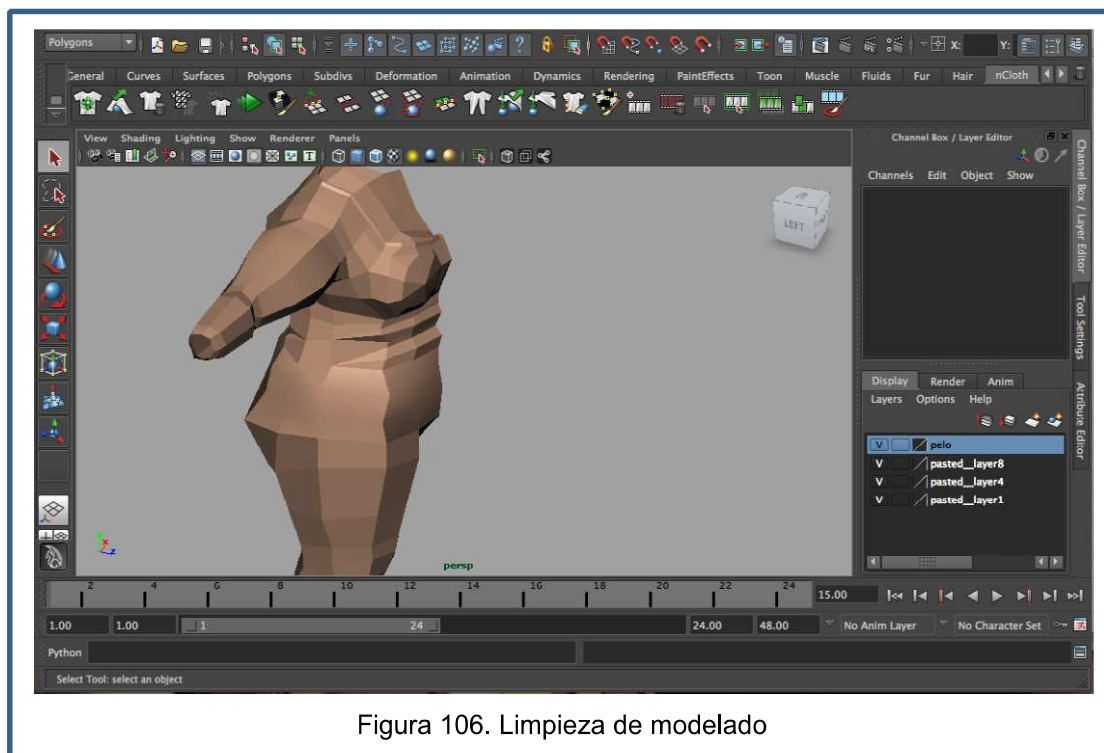 Polygons
X:
Y:
General Curves Surfaces Polygons Subdivs Deformation Animation Dynamics Rendering PaintEffects Toon Muscle Fluids Fur Hair nCloth
View Shading Lighting Show Renderer Panels
Channel Box / Layer Editor
Channels Edit Object Show
LEFT
Channel Box / Layer Editor
Tool Settings
Attribute Editor
Display Render Anim
Layers Options Help
V pelo
V pasted__layer8
V pasted__layer4
V pasted__layer1
persp
2 4 6 8 10 12 14 16 18 20 22 24
15.00
1.00 1.00 1 24 24.00 48.00 No Anim Layer No Character Set
Python
Select Tool: select an object
Figura 106. Limpieza de modelado